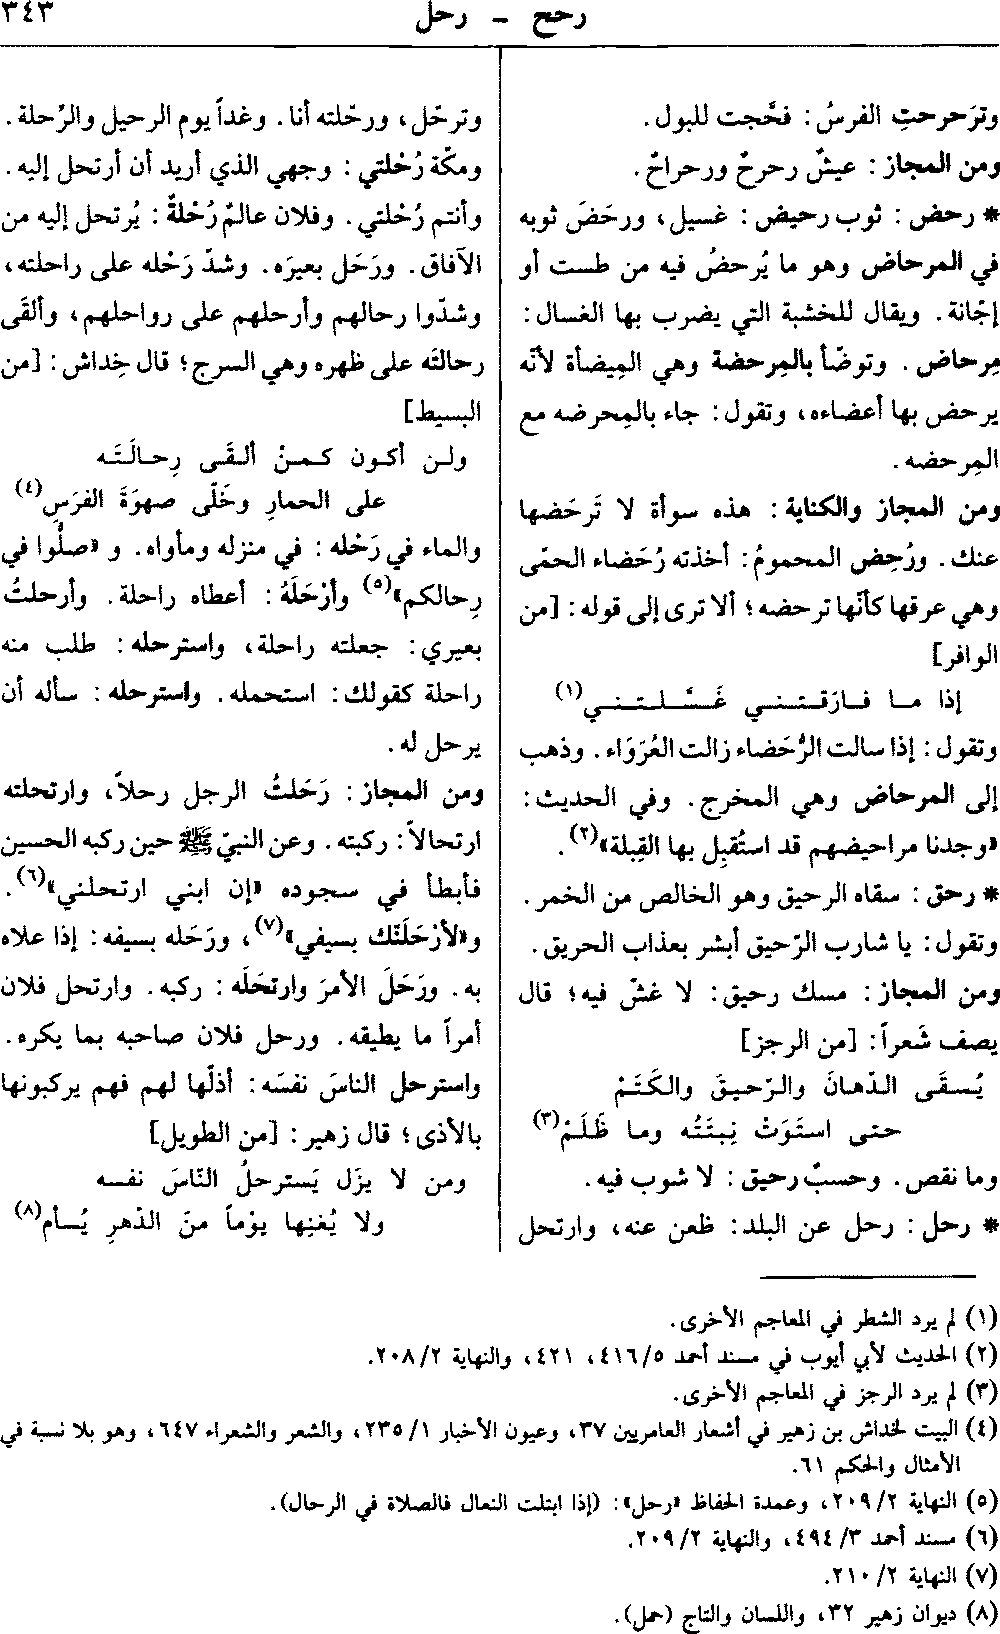 رحح - رحل
٣٤٣
وترَحرحتِ الفرسُ: فحَّجت للبول.
ومن المجاز: عيشٌ رحرحٌ ورحراحٌ.
* رحض: ثوب رحيض: غسيل، ورحَضَ ثوبه
في المرحاض وهو ما يُرحضُ فيه من طست أو
إجّانة. ويقال للخشبة التي يضرب بها الغسال:
مِرحاض. وتوضّأ بالمِرحضة وهي المِيضأة لأنّه
يرحض بها أعضاءه، وتقول: جاء بالمِحرضه مع
المِرحضه.
ومن المجاز والكناية: هذه سوأة لا تَرحَضها
عنك. ورُحِض المحمومُ: أخذته رُحَضاء الحمّى
وهي عرقها كأنّها ترحضه؛ ألا ترى إلى قوله: [من
الوافر]
إذا ما فارَقتني غَسَّلتني(١)
وتقول: إذا سالت الرُّحَضاء زالت العُرَوَاء. وذهب
إلى المرحاض وهي المخرج. وفي الحديث:
«وجدنا مراحيضهم قد استُقبِل بها القِبلة»(٢).
* رحق: سقاه الرحيق وهو الخالص من الخمر.
وتقول: يا شارب الرّحيق أبشر بعذاب الحريق.
ومن المجاز: مسك رحيق: لا غشّ فيه؛ قال
يصف شَعراً: [من الرجز]
يُسقَى الدّهانَ والرّحيقَ والكَتَمْ
حتى استَوَتْ نِبتَتُه وما ظَلَمْ(٣)
وما نقص. وحسبٌ رحيق: لا شوب فيه.
* رحل: رحل عن البلد: ظعن عنه، وارتحل
وترحّل، ورحّلته أنا. وغداً يوم الرحيل والرِّحلة.
ومكّة رُحْلتي: وجهي الذي أريد أن أرتحل إليه.
وأنتم رُحْلتي. وفلان عالمٌ رُحْلةٌ: يُرتحل إليه من
الآفاق. ورَحَل بعيرَه. وشدّ رَحْله على راحلته،
وشدّوا رحالهم وأرحلهم على رواحلهم، وألقَى
رحالتَه على ظهره وهي السرج؛ قال خِداش: [من
البسيط]
ولن أكون كمنْ ألقَى رِحالَتَه
على الحمارِ وخَلّى صهوَةَ الفرَسِ(٤)
والماء في رَحْله: في منزله ومأواه. و «صلُّوا في
رِحالكم»(٥) وأرْحَلَهُ: أعطاه راحلة. وأرحلتُ
بعيري: جعلته راحلة، واسترحله: طلب منه
راحلة كقولك: استحمله. واسترحله: سأله أن
يرحل له.
ومن المجاز: رَحَلتُ الرجل رحلاً، وارتحلته
ارتحالاً: ركبته. وعن النبيّ ﷺ حين ركبه الحسين
فأبطأ في سجوده «إن ابني ارتحلني»(٦).
و«لأرْحَلَنّك بسيفي»(٧)، ورَحَله بسيفه: إذا علاه
به. ورَحَلَ الأمرَ وارتحَلَه: ركبه. وارتحل فلان
أمراً ما يطيقه. ورحل فلان صاحبه بما يكره.
واسترحل الناسَ نفسَه: أذلّها لهم فهم يركبونها
بالأذى؛ قال زهير: [من الطويل]
ومن لا يزَل يَسترحلُ النّاسَ نفسه
ولا يُغنِها يوْماً منَ الدّهرِ يُسأم(٨)
(١) لم يرد الشطر في المعاجم الأخرى.
(٢) الحديث لأبي أيوب في مسند أحمد ٤١٦/٥، ٤٢١، والنهاية ٢٠٨/٢.
(٣) لم يرد الرجز في المعاجم الأخرى.
(٤) البيت لخداش بن زهير في أشعار العامريين ٣٧، وعيون الأخبار ٢٣٥/١، والشعر والشعراء ٦٤٧، وهو بلا نسبة في
الأمثال والحكم ٦١.
(٥) النهاية ٢٠٩/٢، وعمدة الحفاظ «رحل»: (إذا ابتلت النعال فالصلاة في الرحال).
(٦) مسند أحمد ٤٩٤/٣، والنهاية ٢٠٩/٢.
(٧) النهاية ٢١٠/٢.
(٨) ديوان زهير ٣٢، واللسان والتاج (حمل).